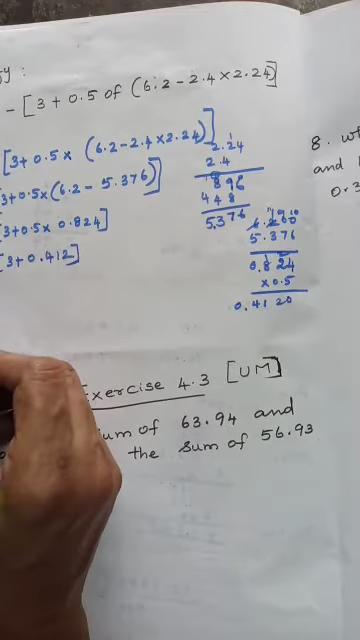 - [3 + 0.5 of (6.2 - 2.4 × 2.24]
[3 + 0.5 × (6.2 - 2.4 × 2.24)]
[3 + 0.5 × (6.2 - 5.376)]
[3 + 0.5 × 0.824]
[3 + 0.412]
2.24
2.4
896
448
5.376
5.376
0.824
× 0.5
0.4120
8.
and
0.3
Exercise 4.3 [UM]
sum of 63.94 and
the sum of 56.93